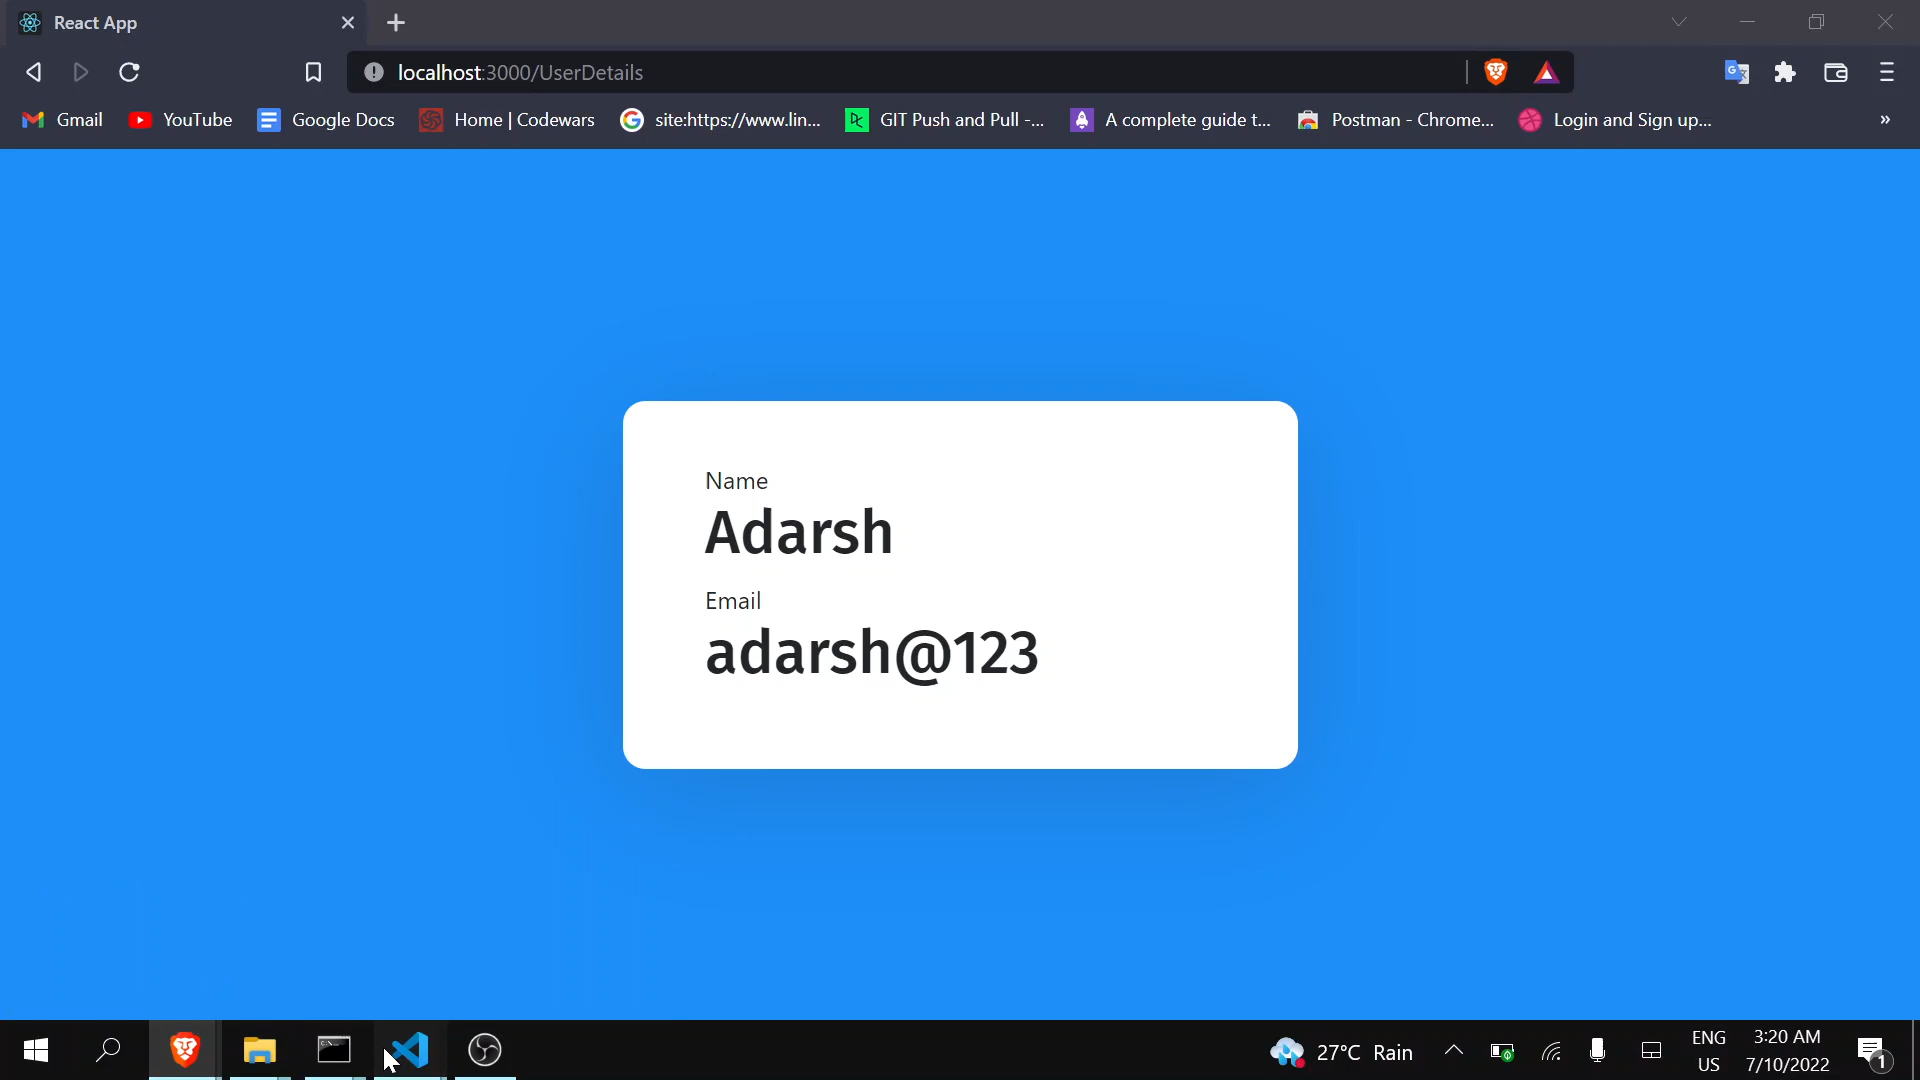 React App
localhost:3000/UserDetails
Gmail YouTube Google Docs Home | Codewars site:https://www.lin... GIT Push and Pull -... A complete guide t... Postman - Chrome... Login and Sign up... »
Name
Adarsh
Email
adarsh@123
27°C Rain
ENG
US
3:20 AM
7/10/2022
1